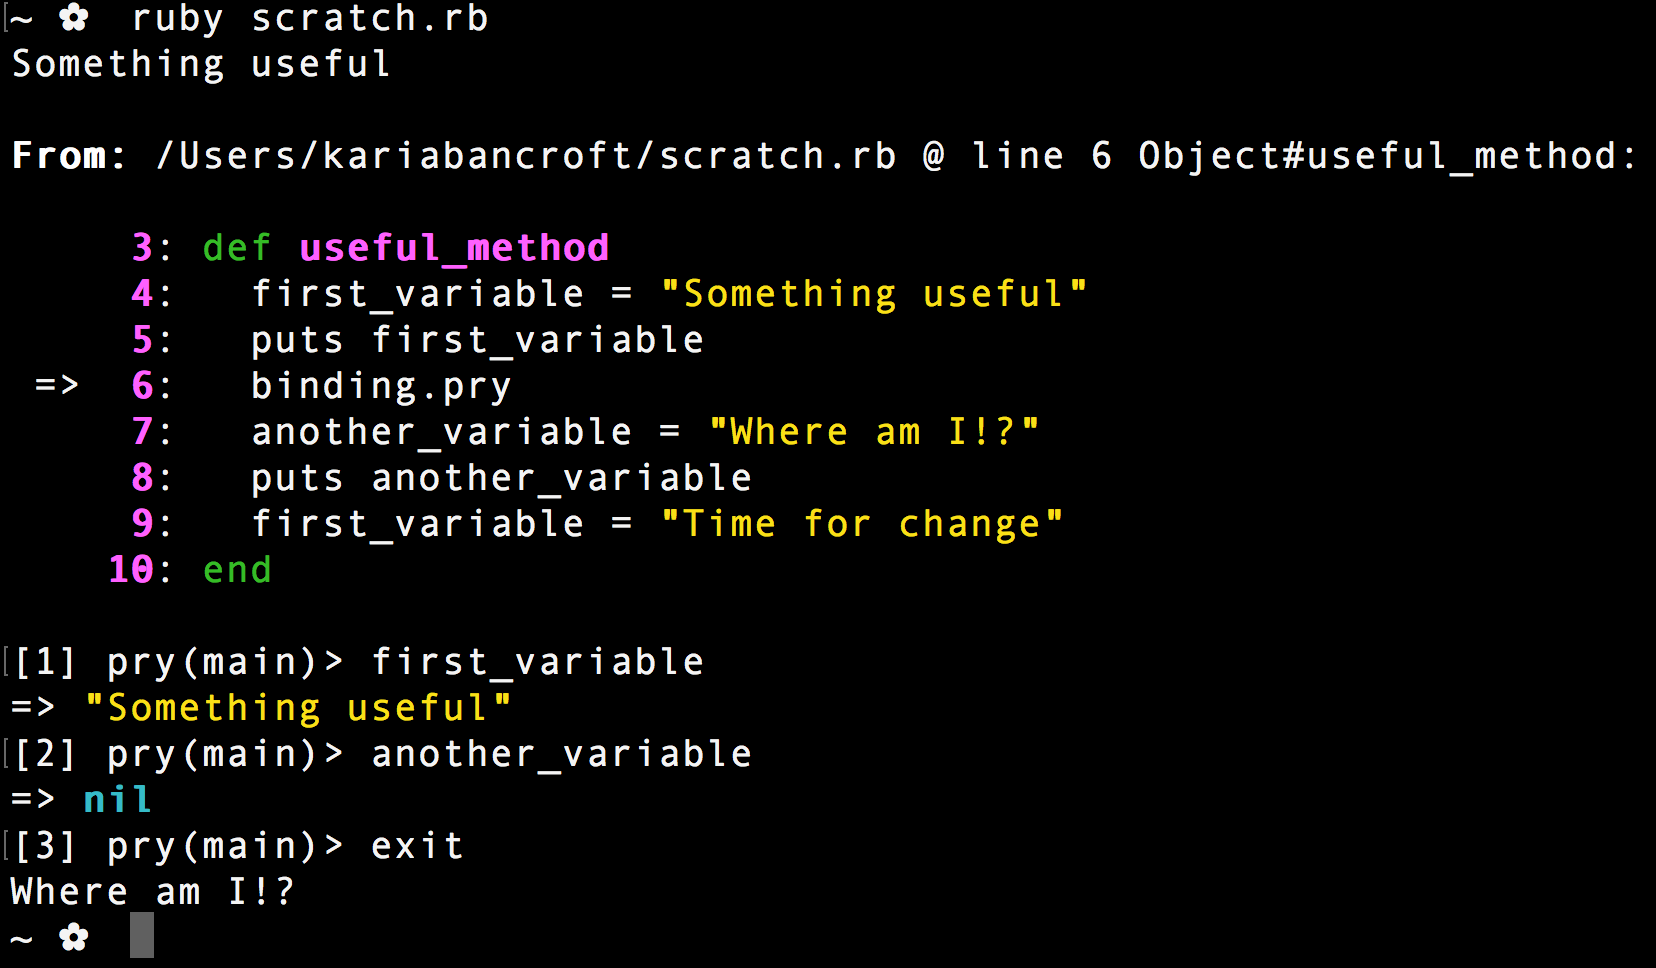 ~ ✿  ruby scratch.rb
Something useful

From: /Users/kariabancroft/scratch.rb @ line 6 Object#useful_method:

     3: def useful_method
     4:   first_variable = "Something useful"
     5:   puts first_variable
 =>  6:   binding.pry
     7:   another_variable = "Where am I!?"
     8:   puts another_variable
     9:   first_variable = "Time for change"
    10: end

[1] pry(main)> first_variable
=> "Something useful"
[2] pry(main)> another_variable
=> nil
[3] pry(main)> exit
Where am I!?
~ ✿